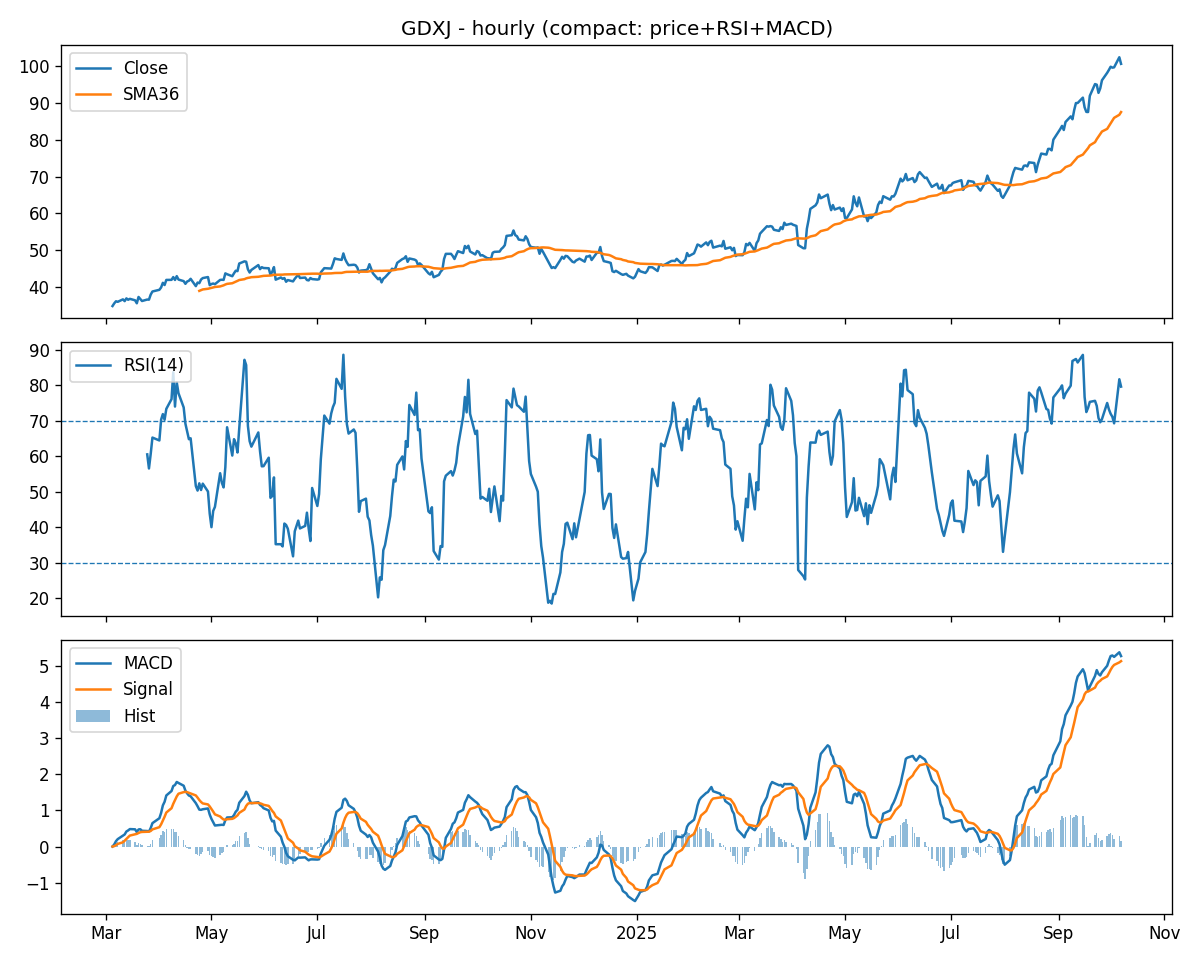 GDXJ - hourly (compact: price+RSI+MACD)
Close
SMA36
100
90
80
70
60
50
40
RSI(14)
90
80
70
60
50
40
30
20
MACD
Signal
Hist
5
4
3
2
1
0
−1
Mar May Jul Sep Nov 2025 Mar May Jul Sep Nov